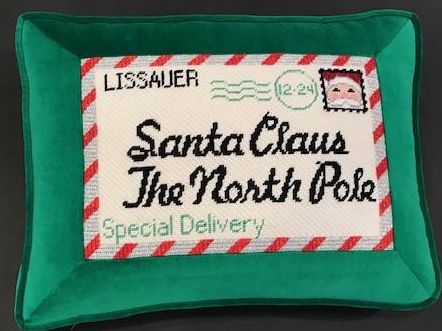 LISSAUER
12-24
Santa Claus
The North Pole
Special Delivery